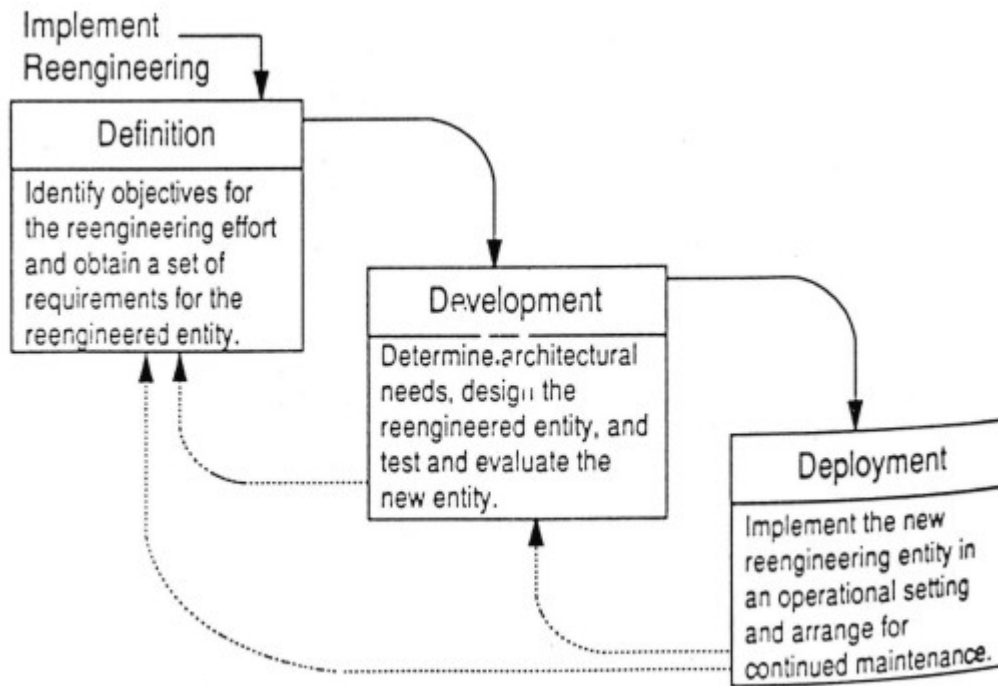 Implement
Reengineering
Definition
Identify objectives for
the reengineering effort
and obtain a set of
requirements for the
reengineered entity.
Development
Determine architectural
needs, design the
reengineered entity, and
test and evaluate the
new entity.
Deployment
Implement the new
reengineering entity in
an operational setting
and arrange for
continued maintenance.